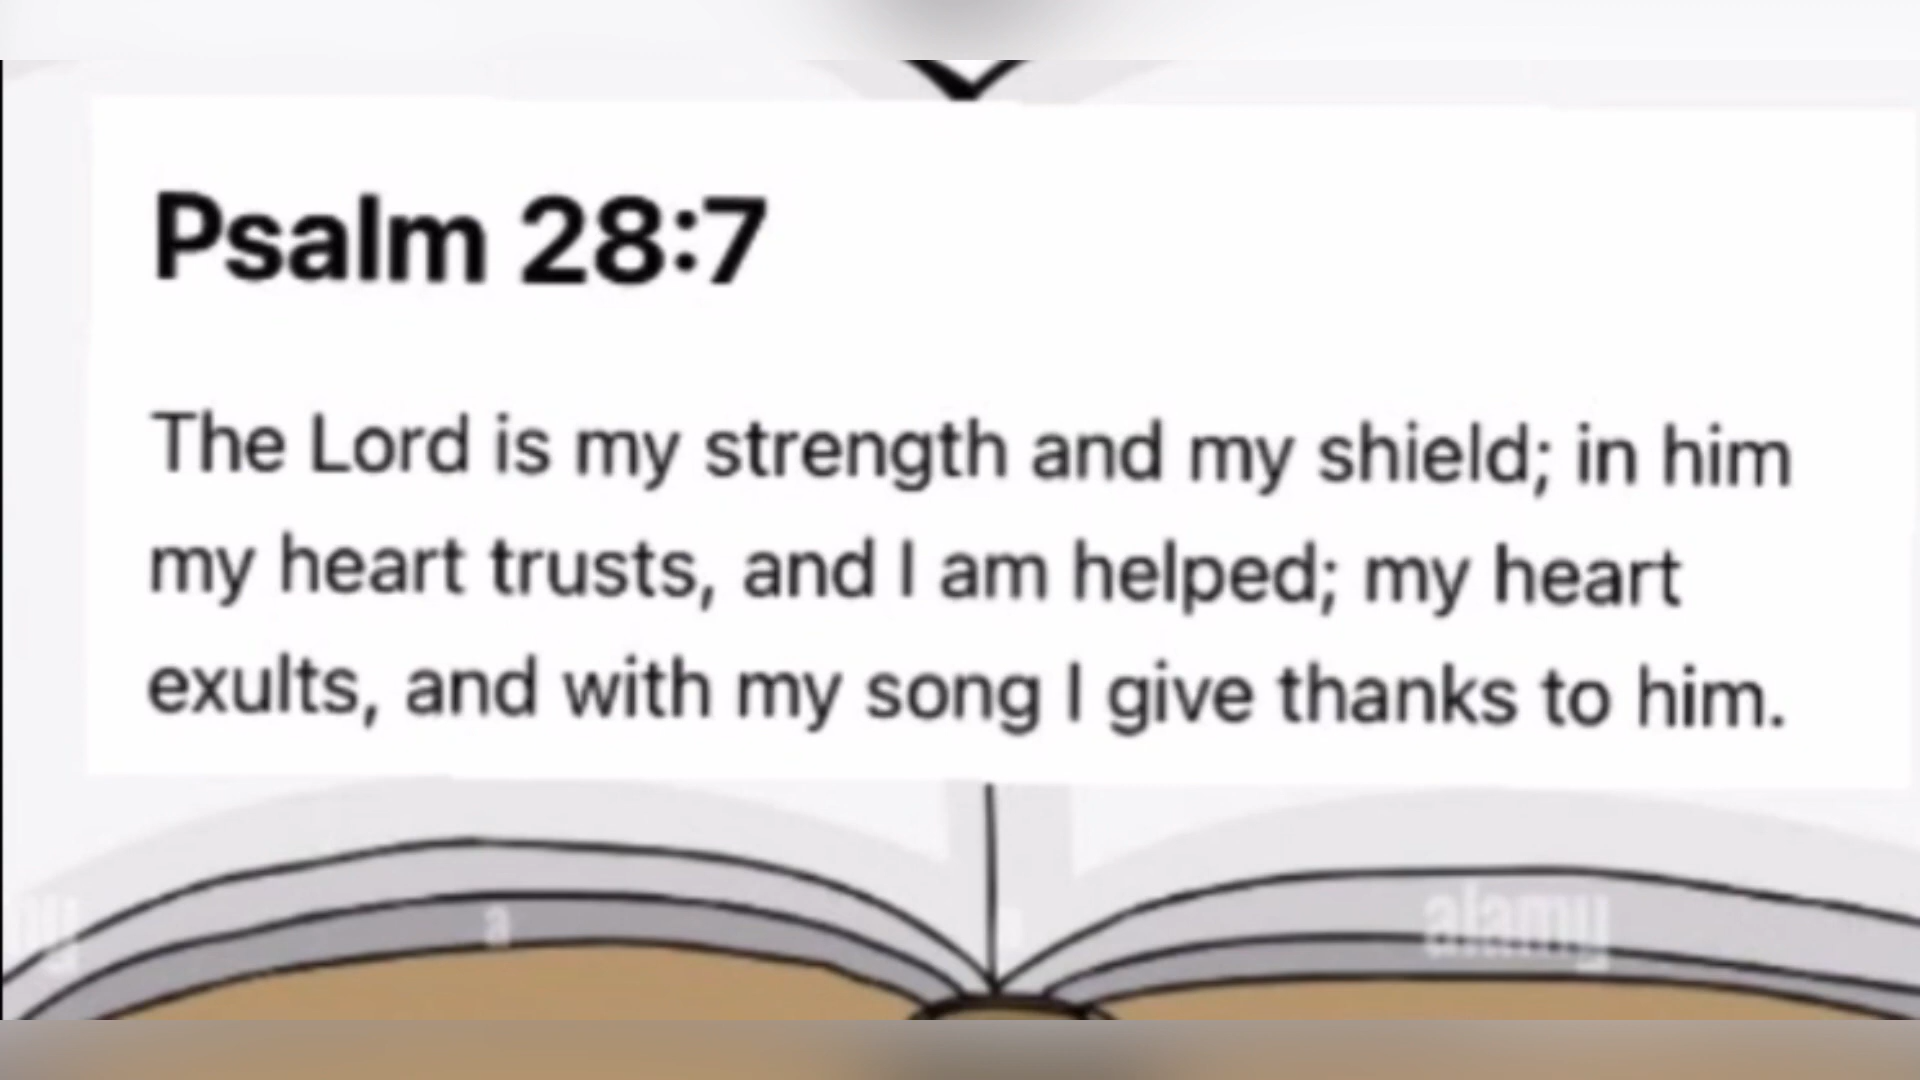 Psalm 28:7
The Lord is my strength and my shield; in him
my heart trusts, and I am helped; my heart
exults, and with my song I give thanks to him.
a
alamy